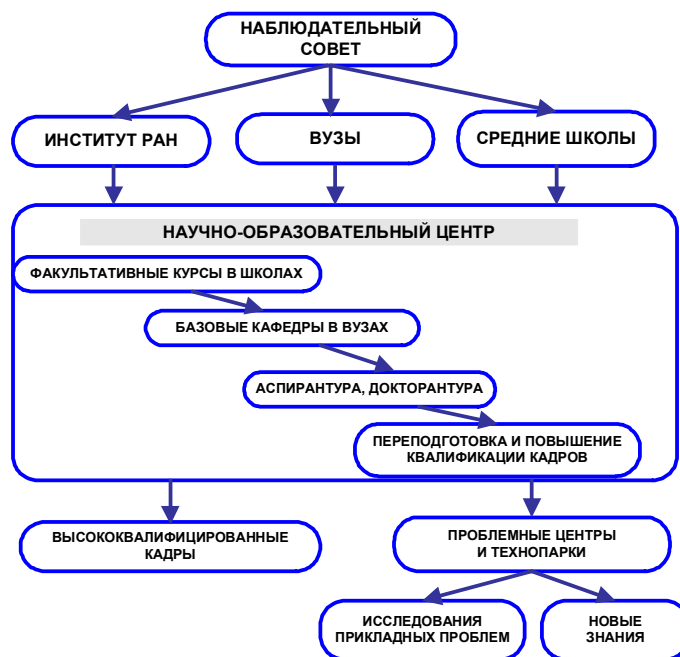 НАБЛЮДАТЕЛЬНЫЙ
СОВЕТ
ИНСТИТУТ РАН
ВУЗЫ
СРЕДНИЕ ШКОЛЫ
НАУЧНО-ОБРАЗОВАТЕЛЬНЫЙ ЦЕНТР
ФАКУЛЬТАТИВНЫЕ КУРСЫ В ШКОЛАХ
БАЗОВЫЕ КАФЕДРЫ В ВУЗАХ
АСПИРАНТУРА, ДОКТОРАНТУРА
ПЕРЕПОДГОТОВКА И ПОВЫШЕНИЕ
КВАЛИФИКАЦИИ КАДРОВ
ВЫСОКОКВАЛИФИЦИРОВАННЫЕ
КАДРЫ
ПРОБЛЕМНЫЕ ЦЕНТРЫ
И ТЕХНОПАРКИ
ИССЛЕДОВАНИЯ
ПРИКЛАДНЫХ ПРОБЛЕМ
НОВЫЕ
ЗНАНИЯ